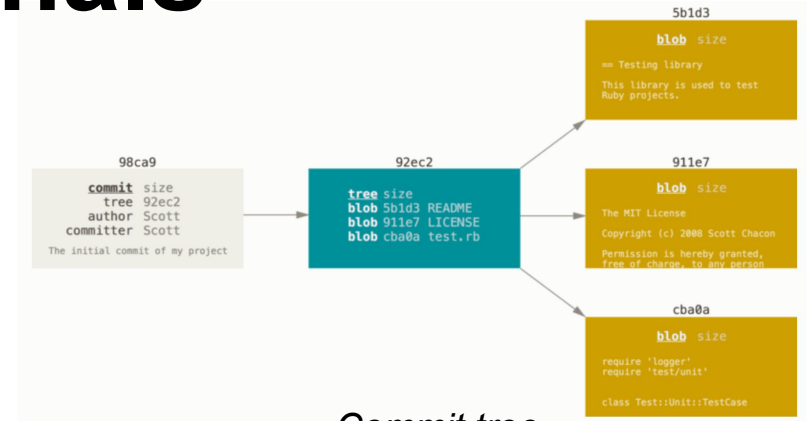 5b1d3
blob size
== Testing library
This library is used to test
Ruby projects.
98ca9
commit size
tree 92ec2
author Scott
committer Scott
The initial commit of my project
92ec2
tree size
blob 5b1d3 README
blob 911e7 LICENSE
blob cba0a test.rb
911e7
blob size
The MIT License
Copyright (c) 2008 Scott Chacon
Permission is hereby granted,
free of charge, to any person
cba0a
blob size
require 'logger'
require 'test/unit'
class Test::Unit::TestCase
Commit tree